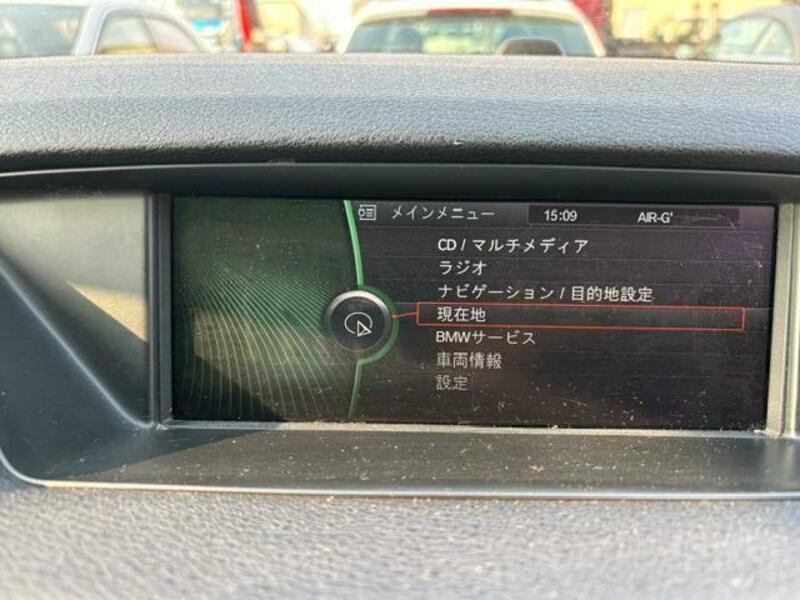 メインメニュー 15:09 AIR-G'
CD / マルチメディア
ラジオ
ナビゲーション / 目的地設定
現在地
BMWサービス
車両情報
設定